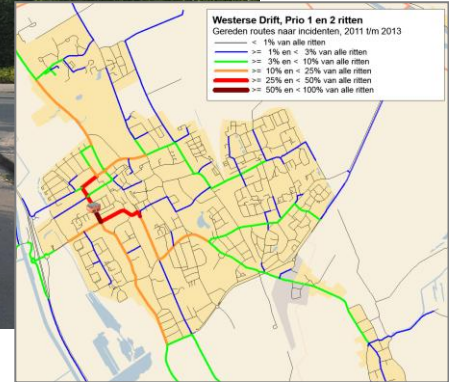 Westerse Drift, Prio 1 en 2 ritten
Gereden routes naar incidenten, 2011 t/m 2013
< 1% van alle ritten
>= 1% en < 3% van alle ritten
>= 3% en < 10% van alle ritten
>= 10% en < 25% van alle ritten
>= 25% en < 50% van alle ritten
>= 50% en < 100% van alle ritten